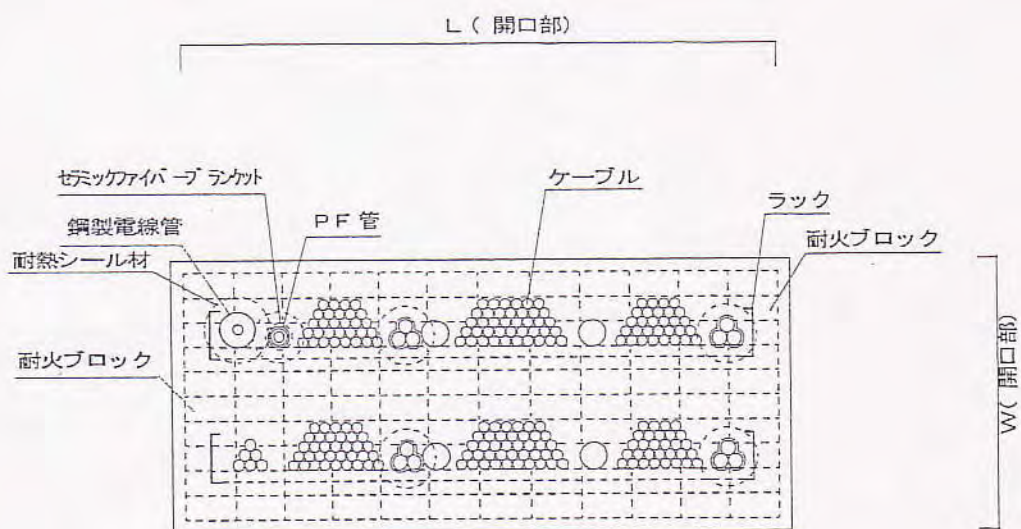 L(開口部)
セラミックファイバーブランケット
ケーブル
ラック
鋼製電線管
PF管
耐火ブロック
耐熱シール材
耐火ブロック
W(開口部)